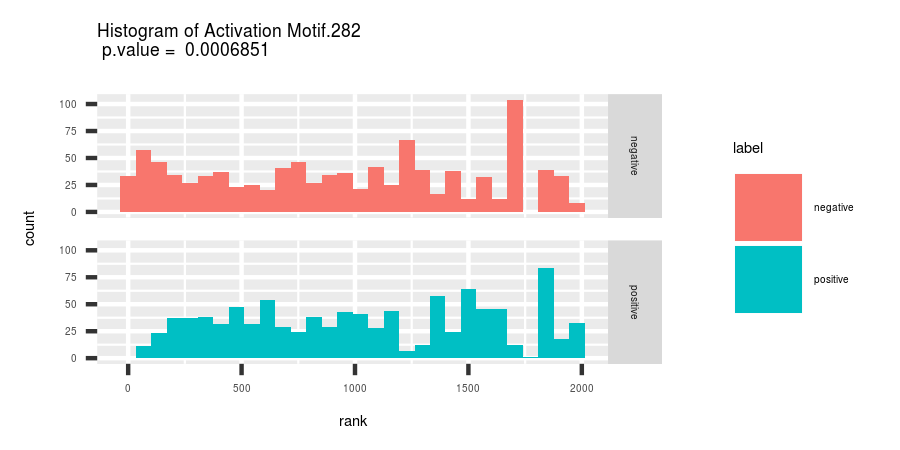 Histogram of Activation Motif.282
p.value = 0.0006851
count
100
75
50
25
0
negative
100
75
50
25
0
positive
0 500 1000 1500 2000
rank
label
negative
positive